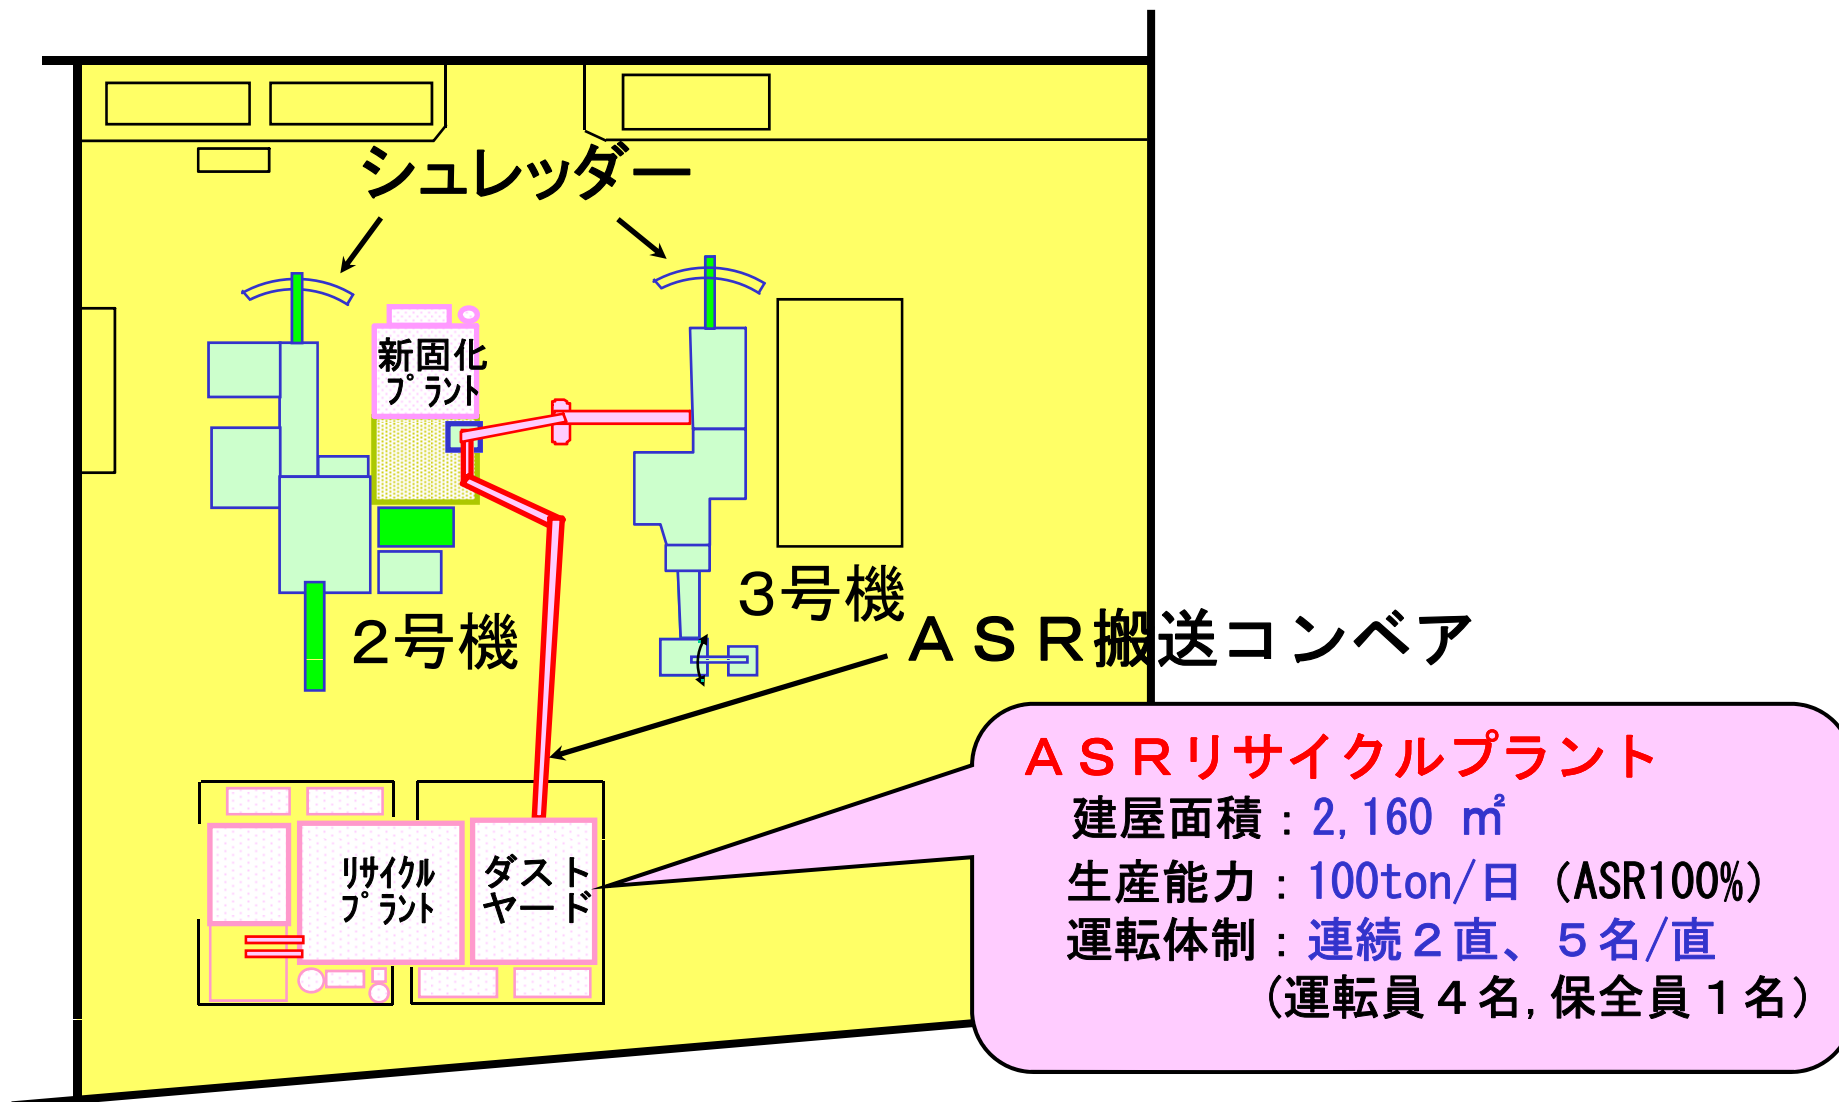 シュレッダー
新固化
プラント
3号機
2号機
ＡＳＲ搬送コンベア
ＡＳＲリサイクルプラント
建屋面積：2,160 ㎡
生産能力：100ton/日 (ASR100%)
運転体制：連続２直、５名/直
(運転員４名,保全員１名)
リサイクル
プラント
ダスト
ヤード